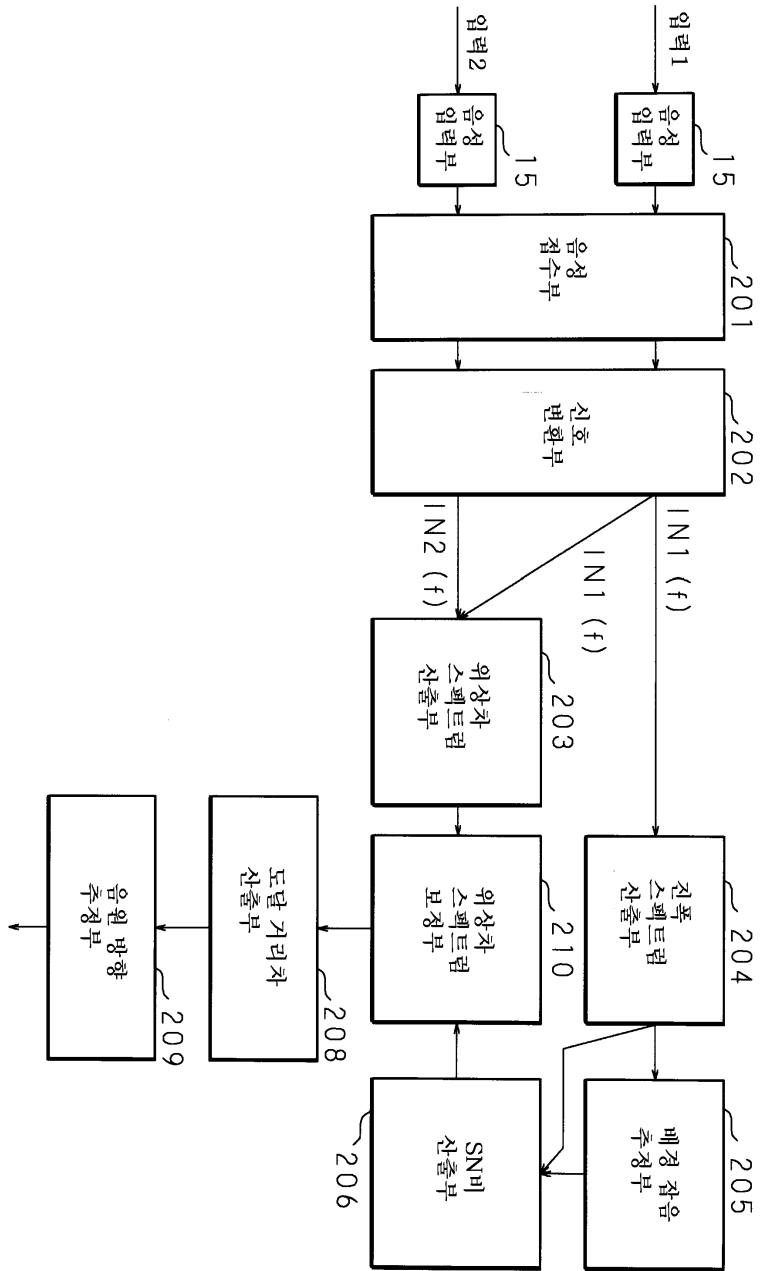 입력1
입력2
음성
입력부
15
음성
입력부
15
음성
접수부
201
신호
변환부
202
IN1 (f)
IN1 (f)
IN2 (f)
위상차
스펙트럼
산출부
203
진폭
스펙트럼
산출부
204
배경 잡음
추정부
205
SN비
산출부
206
위상차
스펙트럼
보정부
210
도달 거리차
산출부
208
음원 방향
추정부
209